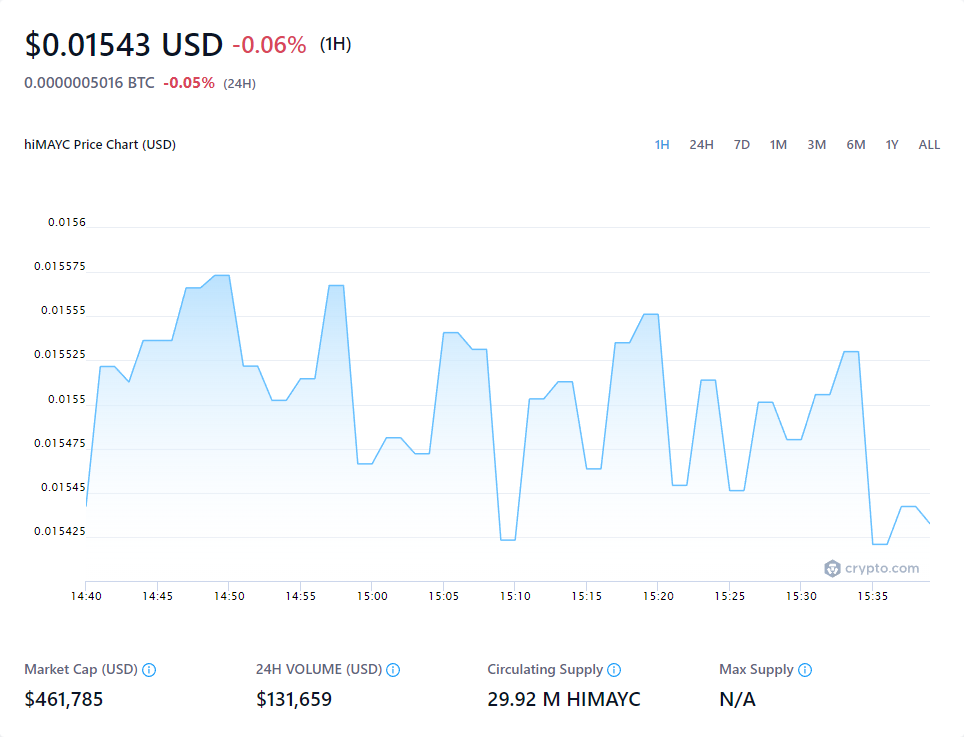 $0.01543 USD -0.06% (1H)
0.0000005016 BTC -0.05% (24H)
hiMAYC Price Chart (USD) 1H 24H 7D 1M 3M 6M 1Y ALL
0.0156
0.015575
0.01555
0.015525
0.0155
0.015475
0.01545
0.015425
crypto.com
14:40 14:45 14:50 14:55 15:00 15:05 15:10 15:15 15:20 15:25 15:30 15:35
Market Cap (USD) 24H VOLUME (USD) Circulating Supply Max Supply
$461,785 $131,659 29.92 M HIMAYC N/A